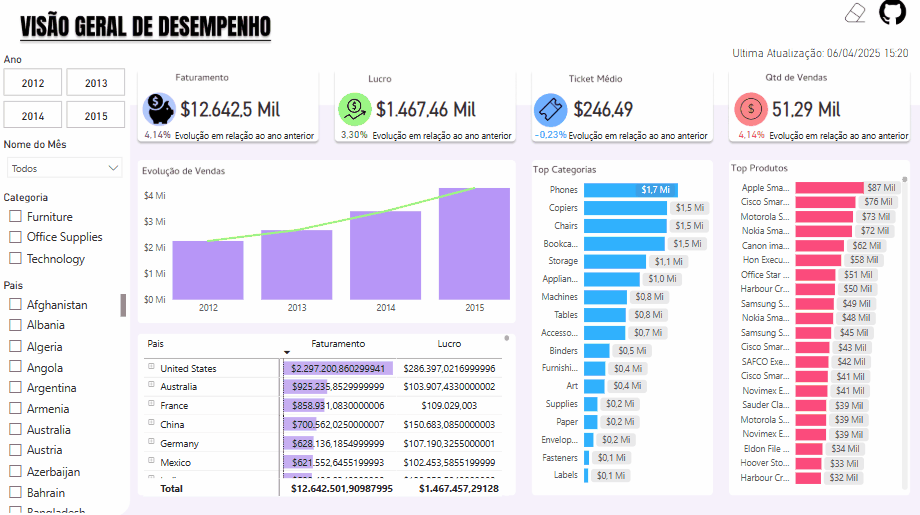 VISÃO GERAL DE DESEMPENHO
Ultima Atualização: 06/04/2025 15:20
Ano
2012
2013
2014
2015
Nome do Mês
Todos
Categoria
Furniture
Office Supplies
Technology
Pais
Afghanistan
Albania
Algeria
Angola
Argentina
Armenia
Australia
Austria
Azerbaijan
Bahrain
Bangladesh
Faturamento
$12.642,5 Mil
4,14% Evolução em relação ao ano anterior
Lucro
$1.467,46 Mil
3,30% Evolução em relação ao ano anterior
Ticket Médio
$246,49
-0,23% Evolução em relação ao ano anterior
Qtd de Vendas
51,29 Mil
4,14% Evolução em relação ao ano anterior
Evolução de Vendas
$4 Mi
$3 Mi
$2 Mi
$1 Mi
$0 Mi
2012 2013 2014 2015
Pais Faturamento Lucro
United States $2.297.200,860299941 $286.397,0216999996
Australia $925.235,8529999999 $103.907,4330000002
France $858.931,0830000006 $109.029,003
China $700.562,0250000007 $150.683,0850000003
Germany $628.136,1854999999 $107.190,3255000001
Mexico $621.552,6455199993 $102.453,5855199999
Total $12.642.501,90987995 $1.467.457,29128
Top Categorias
Phones $1,7 Mi
Copiers $1,5 Mi
Chairs $1,5 Mi
Bookca... $1,5 Mi
Storage $1,1 Mi
Applian... $1,0 Mi
Machines $0,8 Mi
Tables $0,8 Mi
Accesso... $0,7 Mi
Binders $0,5 Mi
Furnishi... $0,4 Mi
Art $0,4 Mi
Supplies $0,2 Mi
Paper $0,2 Mi
Envelop... $0,2 Mi
Fasteners $0,1 Mi
Labels $0,1 Mi
Top Produtos
Apple Sma... $87 Mil
Cisco Smar... $76 Mil
Motorola S... $73 Mil
Nokia Sma... $72 Mil
Canon ima... $62 Mil
Hon Execu... $58 Mil
Office Star ... $51 Mil
Harbour Cr... $50 Mil
Samsung S... $49 Mil
Nokia Sma... $48 Mil
Samsung S... $45 Mil
Cisco Smar... $43 Mil
SAFCO Exe... $42 Mil
Cisco Smar... $41 Mil
Novimex E... $41 Mil
Sauder Cla... $39 Mil
Motorola S... $39 Mil
Novimex E... $39 Mil
Eldon File ... $34 Mil
Hoover Sto... $33 Mil
Harbour Cr... $32 Mil